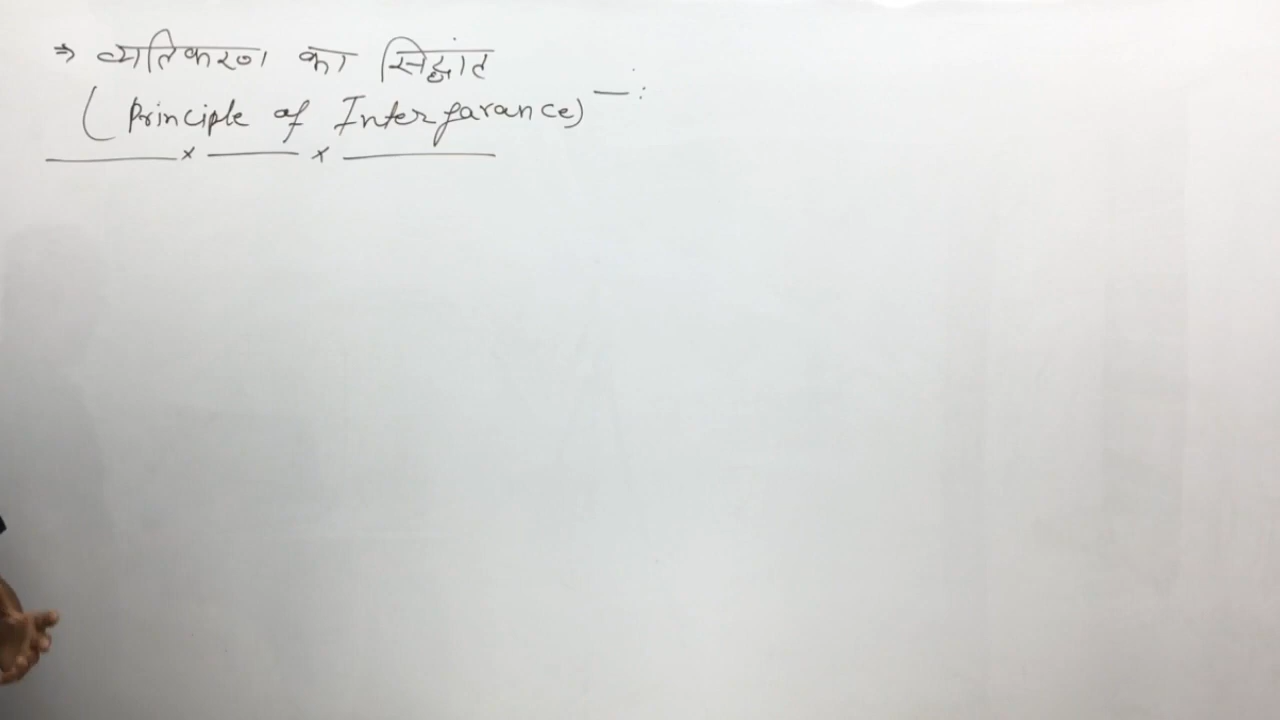 ⇒ व्यतिकरण का सिद्धांत
(Principle of Interfarance) —: